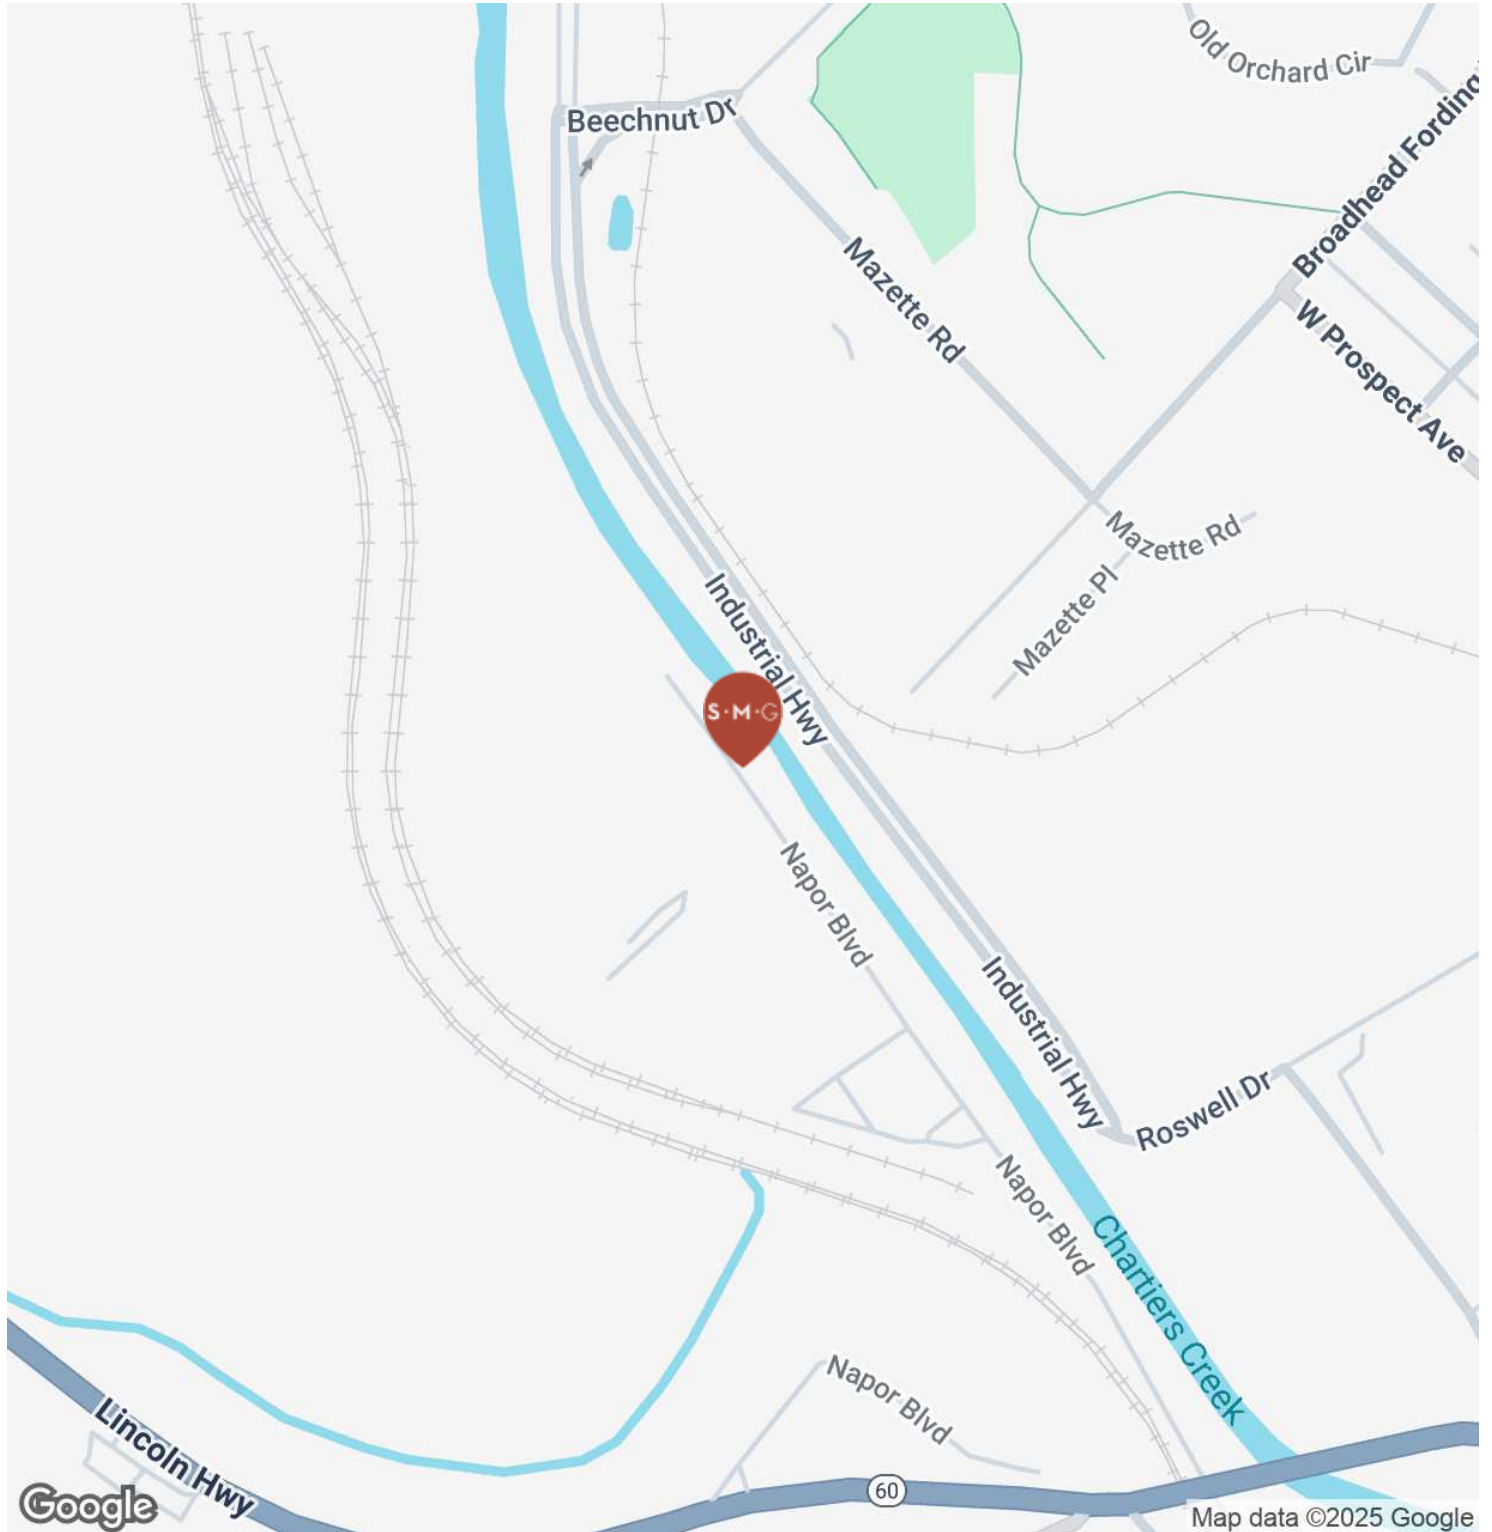 Old Orchard Cir
Beechnut Dr
Broadhead Fording
Mazette Rd
W Prospect Ave
Mazette Rd
Mazette Pl
Industrial Hwy
S·M·G
Napor Blvd
Industrial Hwy
Roswell Dr
Napor Blvd
Chartiers Creek
Napor Blvd
Lincoln Hwy
60
Google
Map data ©2025 Google